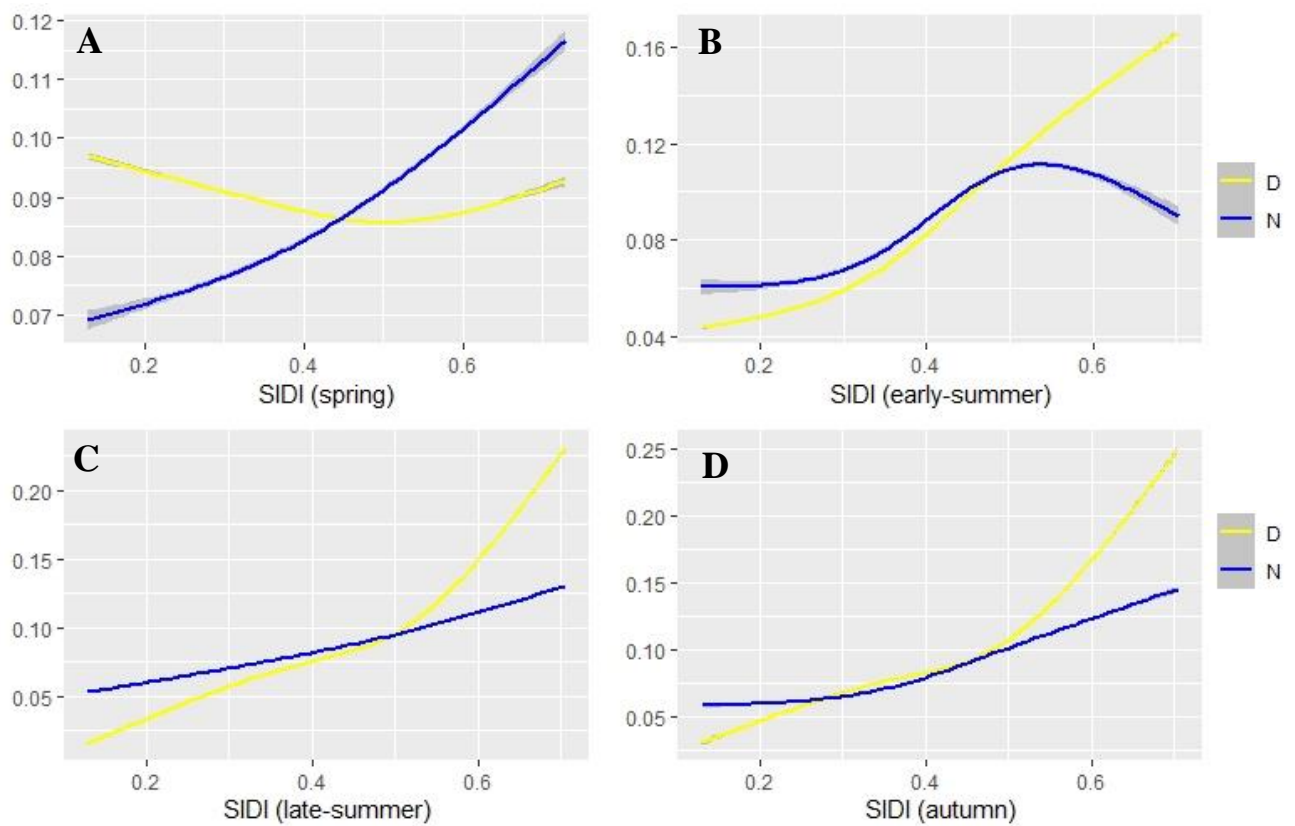 A
0.12
0.11
0.10
0.09
0.08
0.07
0.2 0.4 0.6
SIDI (spring)
B
0.16
0.12
0.08
0.04
0.2 0.4 0.6
SIDI (early-summer)
D
N
C
0.20
0.15
0.10
0.05
0.2 0.4 0.6
SIDI (late-summer)
D
0.25
0.20
0.15
0.10
0.05
0.2 0.4 0.6
SIDI (autumn)
D
N